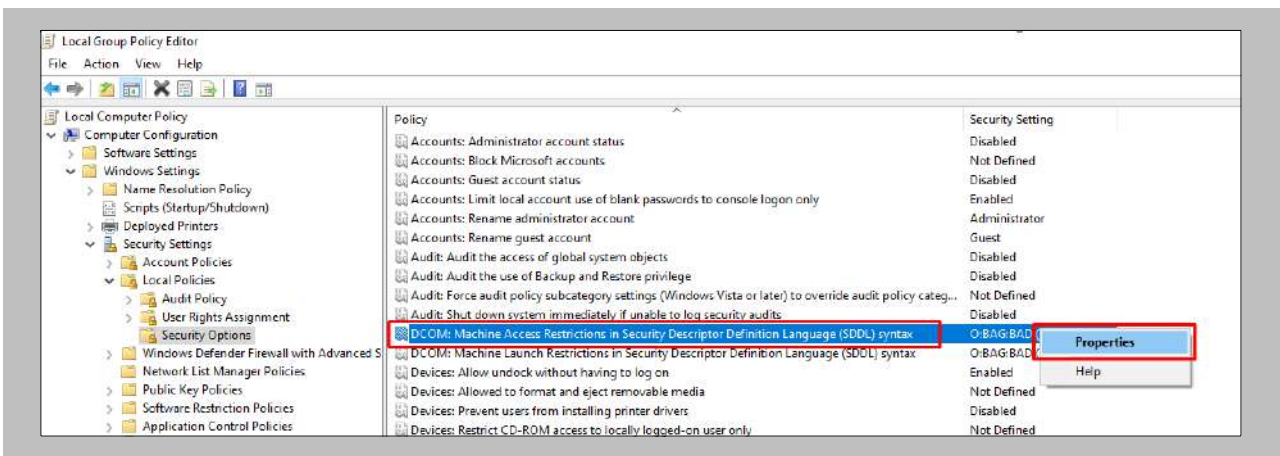 Local Group Policy Editor
File Action View Help
Local Computer Policy
Computer Configuration
Software Settings
Windows Settings
Name Resolution Policy
Scripts (Startup/Shutdown)
Deployed Printers
Security Settings
Account Policies
Local Policies
Audit Policy
User Rights Assignment
Security Options
Windows Defender Firewall with Advanced S
Network List Manager Policies
Public Key Policies
Software Restriction Policies
Application Control Policies
Policy Security Setting
Accounts: Administrator account status Disabled
Accounts: Block Microsoft accounts Not Defined
Accounts: Guest account status Disabled
Accounts: Limit local account use of blank passwords to console logon only Enabled
Accounts: Rename administrator account Administrator
Accounts: Rename guest account Guest
Audit: Audit the access of global system objects Disabled
Audit: Audit the use of Backup and Restore privilege Disabled
Audit: Force audit policy subcategory settings (Windows Vista or later) to override audit policy categ... Not Defined
Audit: Shut down system immediately if unable to log security audits Disabled
DCOM: Machine Access Restrictions in Security Descriptor Definition Language (SDDL) syntax O:BAG:BAD
DCOM: Machine Launch Restrictions in Security Descriptor Definition Language (SDDL) syntax O:BAG:BAD
Devices: Allow undock without having to log on Enabled
Devices: Allowed to format and eject removable media Not Defined
Devices: Prevent users from installing printer drivers Disabled
Devices: Restrict CD-ROM access to locally logged-on user only Not Defined
Properties
Help